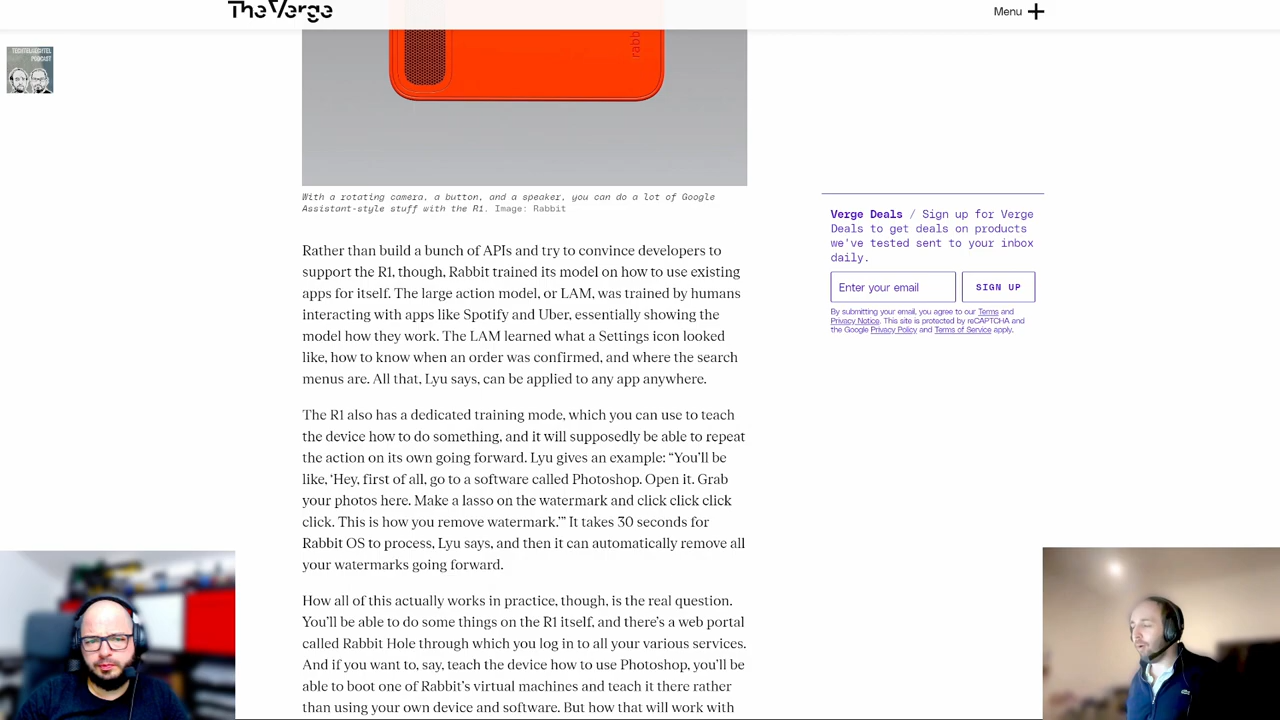 TheVerge
Menu
TECHTELMECHTEL
PODCAST
rabb
With a rotating camera, a button, and a speaker, you can do a lot of Google
Assistant-style stuff with the R1. Image: Rabbit
Rather than build a bunch of APIs and try to convince developers to
support the R1, though, Rabbit trained its model on how to use existing
apps for itself. The large action model, or LAM, was trained by humans
interacting with apps like Spotify and Uber, essentially showing the
model how they work. The LAM learned what a Settings icon looked
like, how to know when an order was confirmed, and where the search
menus are. All that, Lyu says, can be applied to any app anywhere.
The R1 also has a dedicated training mode, which you can use to teach
the device how to do something, and it will supposedly be able to repeat
the action on its own going forward. Lyu gives an example: “You’ll be
like, ‘Hey, first of all, go to a software called Photoshop. Open it. Grab
your photos here. Make a lasso on the watermark and click click click
click. This is how you remove watermark.’” It takes 30 seconds for
Rabbit OS to process, Lyu says, and then it can automatically remove all
your watermarks going forward.
How all of this actually works in practice, though, is the real question.
You’ll be able to do some things on the R1 itself, and there’s a web portal
called Rabbit Hole through which you log in to all your various services.
And if you want to, say, teach the device how to use Photoshop, you’ll be
able to boot one of Rabbit’s virtual machines and teach it there rather
than using your own device and software. But how that will work with
Verge Deals / Sign up for Verge
Deals to get deals on products
we've tested sent to your inbox
daily.
Enter your email
SIGN UP
By submitting your email, you agree to our Terms and
Privacy Notice. This site is protected by reCAPTCHA and
the Google Privacy Policy and Terms of Service apply.